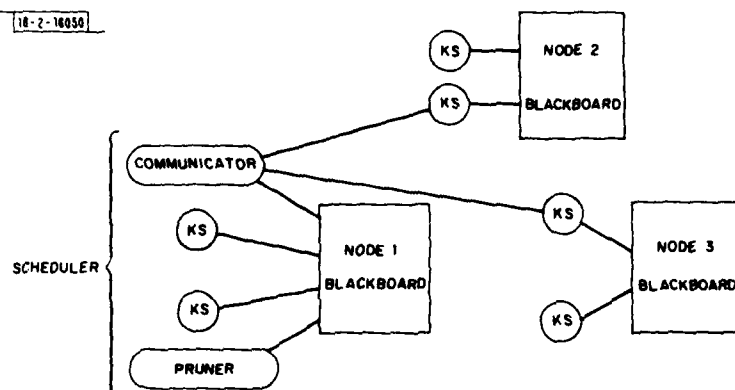 18-2-16050
KS
NODE 2
KS
BLACKBOARD
COMMUNICATOR
KS
NODE 1
KS
NODE 3
SCHEDULER
BLACKBOARD
BLACKBOARD
KS
KS
PRUNER